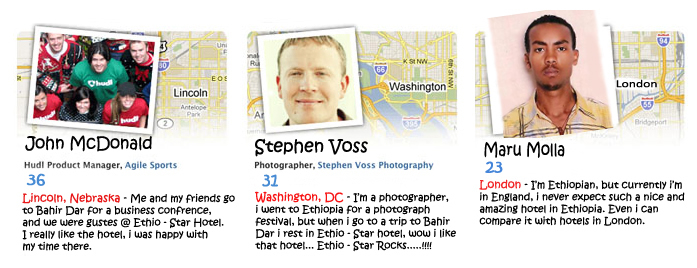 hudl
Lincoln
Antelope
Park
2
John McDonald
Hudl Product Manager, Agile Sports
36
Lincoln, Nebraska - Me and my friends go
to Bahir Dar for a business confrence,
and we were gustes @ Ethio - Star Hotel.
I really like the hotel, i was happy with
my time there.
K St NW
66
Washington
Stephen Voss
Photographer, Stephen Voss Photography
31
Washington, DC - I'm a photographer,
i went to Ethiopia for a photograph
festival, but when i go to a trip to Bahir
Dar i rest in Ethio - Star hotel, wow i like
that hotel... Ethio - Star Rocks.....!!!!
94
London
55
Bridgeport
Maru Molla
23
London - I'm Ethiopian, but currently i'm
in England, i never expect such a nice and
amazing hotel in Ethiopia. Even i can
compare it with hotels in London.